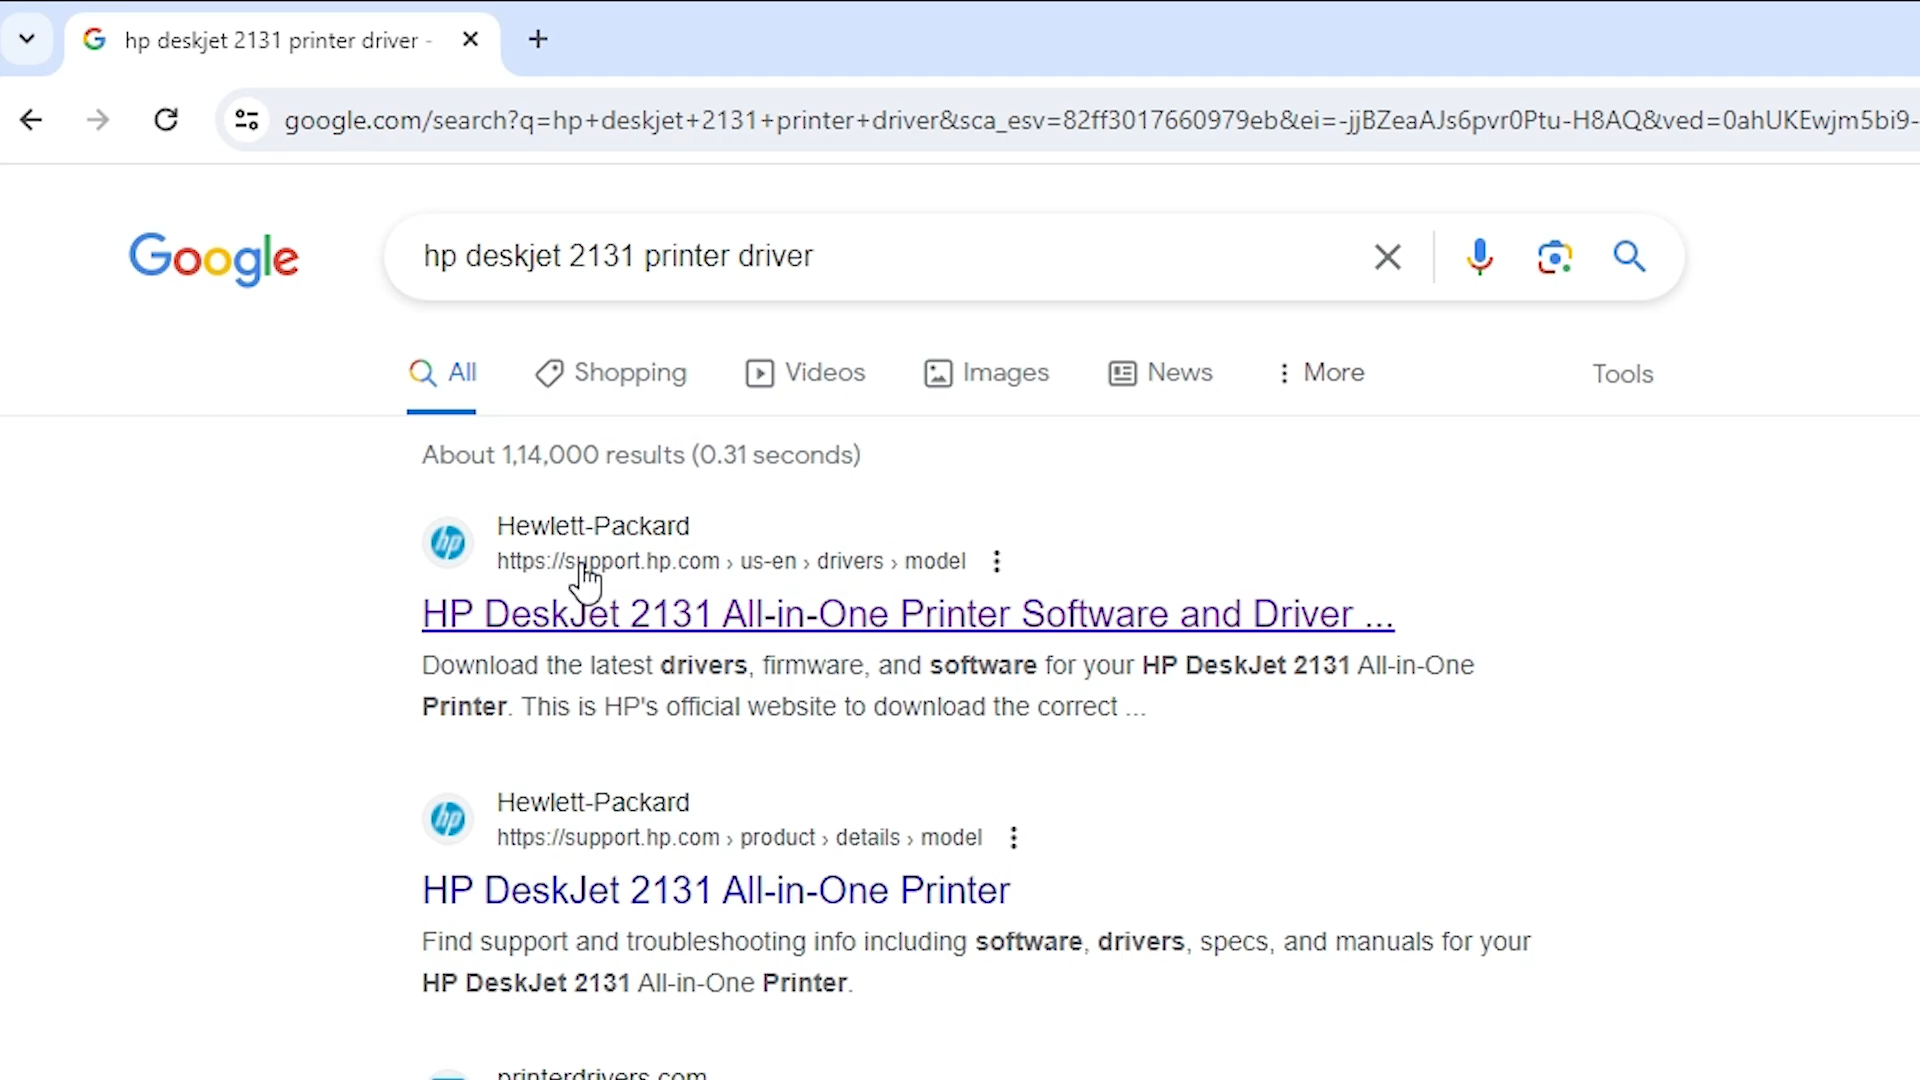 hp deskjet 2131 printer driver -
google.com/search?q=hp+deskjet+2131+printer+driver&sca_esv=82ff3017660979eb&ei=-jjBZeaAJs6pvr0Ptu-H8AQ&ved=0ahUKEwjm5bi9-
Google
hp deskjet 2131 printer driver
All Shopping Videos Images News More Tools
About 1,14,000 results (0.31 seconds)
hp Hewlett-Packard
https://support.hp.com › us-en › drivers › model
HP DeskJet 2131 All-in-One Printer Software and Driver ...
Download the latest drivers, firmware, and software for your HP DeskJet 2131 All-in-One
Printer. This is HP's official website to download the correct ...
hp Hewlett-Packard
https://support.hp.com › product › details › model
HP DeskJet 2131 All-in-One Printer
Find support and troubleshooting info including software, drivers, specs, and manuals for your
HP DeskJet 2131 All-in-One Printer.
printerdrivers.com